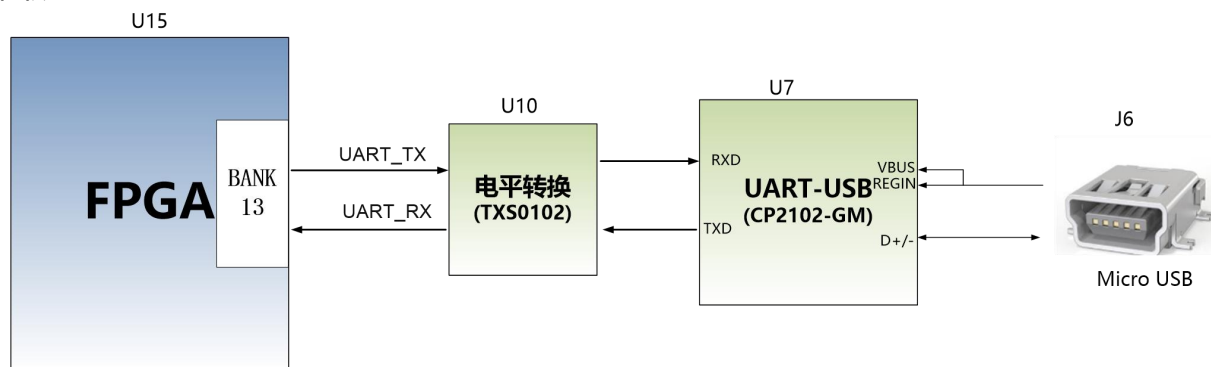 U15
U10
U7
J6
FPGA
BANK
13
UART_TX
UART_RX
电平转换
(TXS0102)
RXD
TXD
UART-USB
(CP2102-GM)
VBUS
REGIN
D+/-
Micro USB